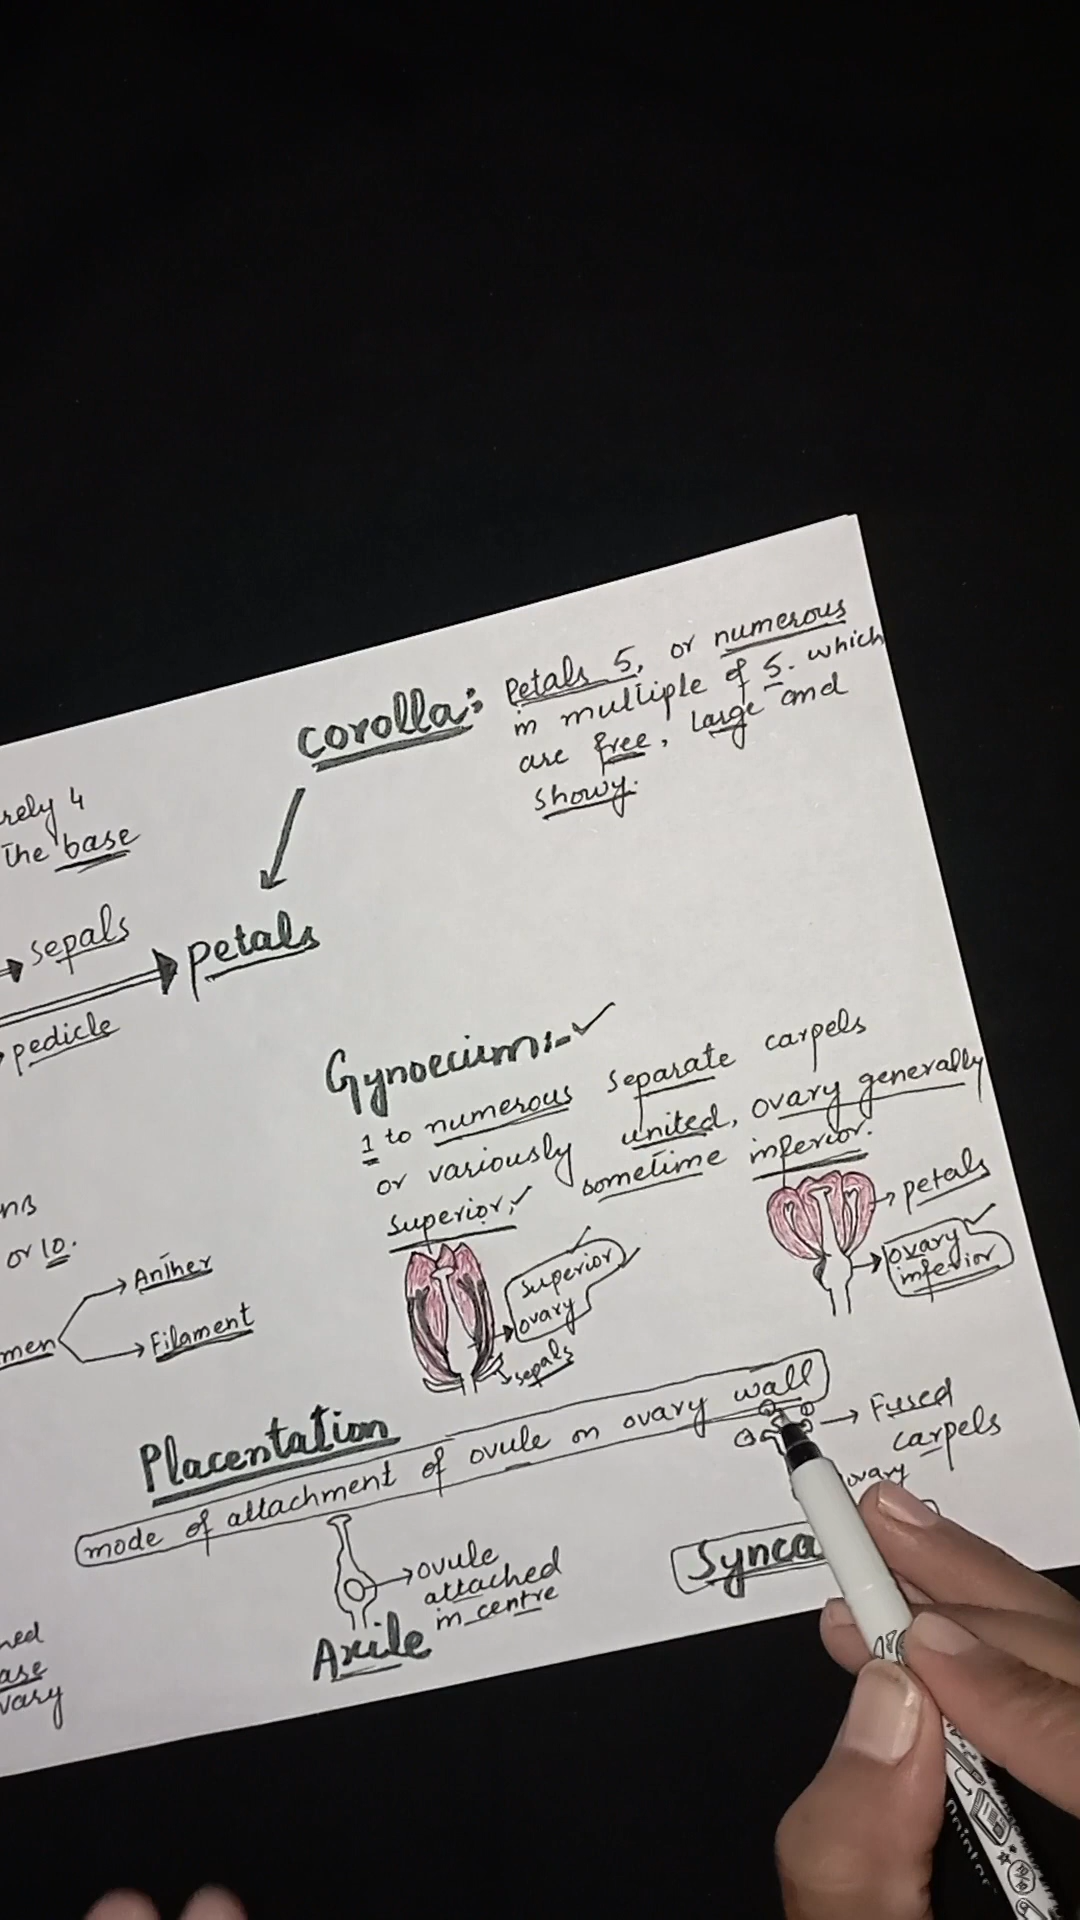 corolla: Petals 5, or numerous
in multiple of 5. which
are free, large and
showy.
rely 4
The base
sepals
petals
pedicle
Gynoecium:-
1 to numerous separate carpels
or variously united, ovary generally
superior, sometime inferior.
petals
ovary
inferior
superior
ovary
sepals
or 10.
Anther
men
Filament
Placentation
mode of attachment of ovule on ovary wall
Fused
carpels
ovary
Synca
ovule
attached
in centre
Axile
ned
ase
vary